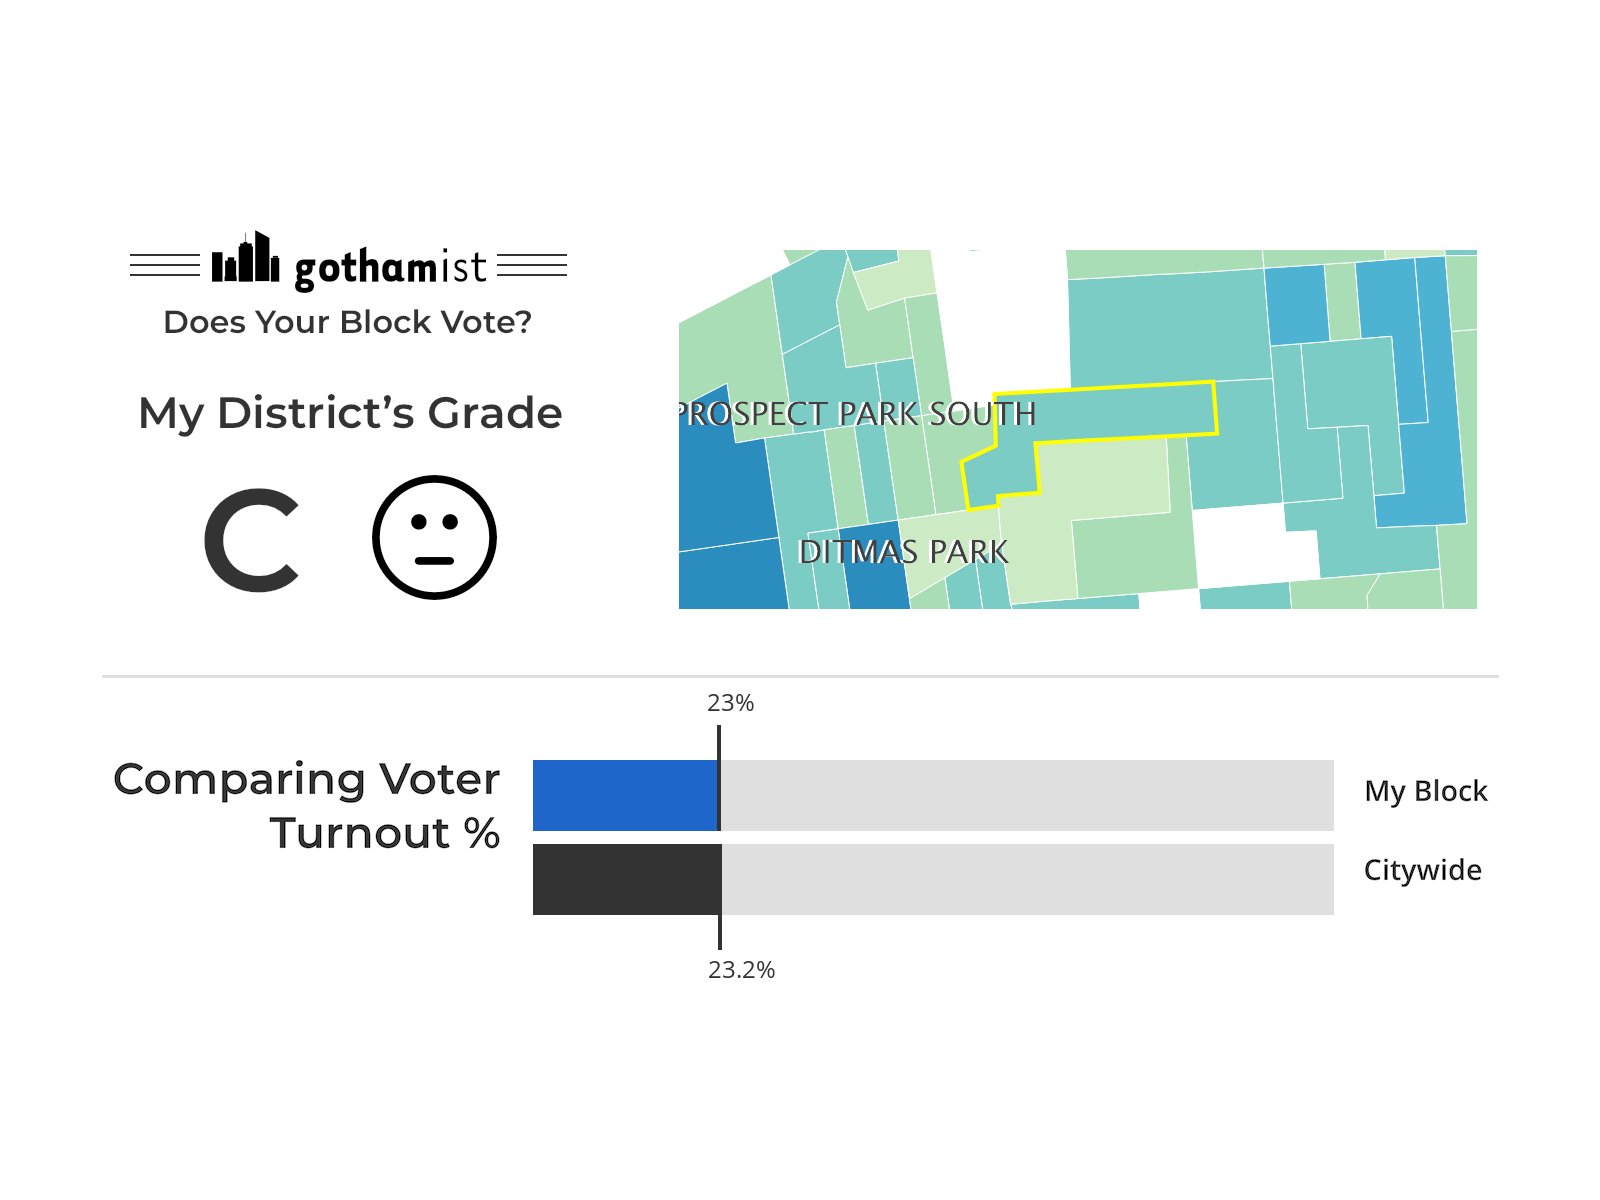 gothamist
Does Your Block Vote?
My District's Grade
C
PROSPECT PARK SOUTH
DITMAS PARK
23%
Comparing Voter
Turnout %
My Block
Citywide
23.2%